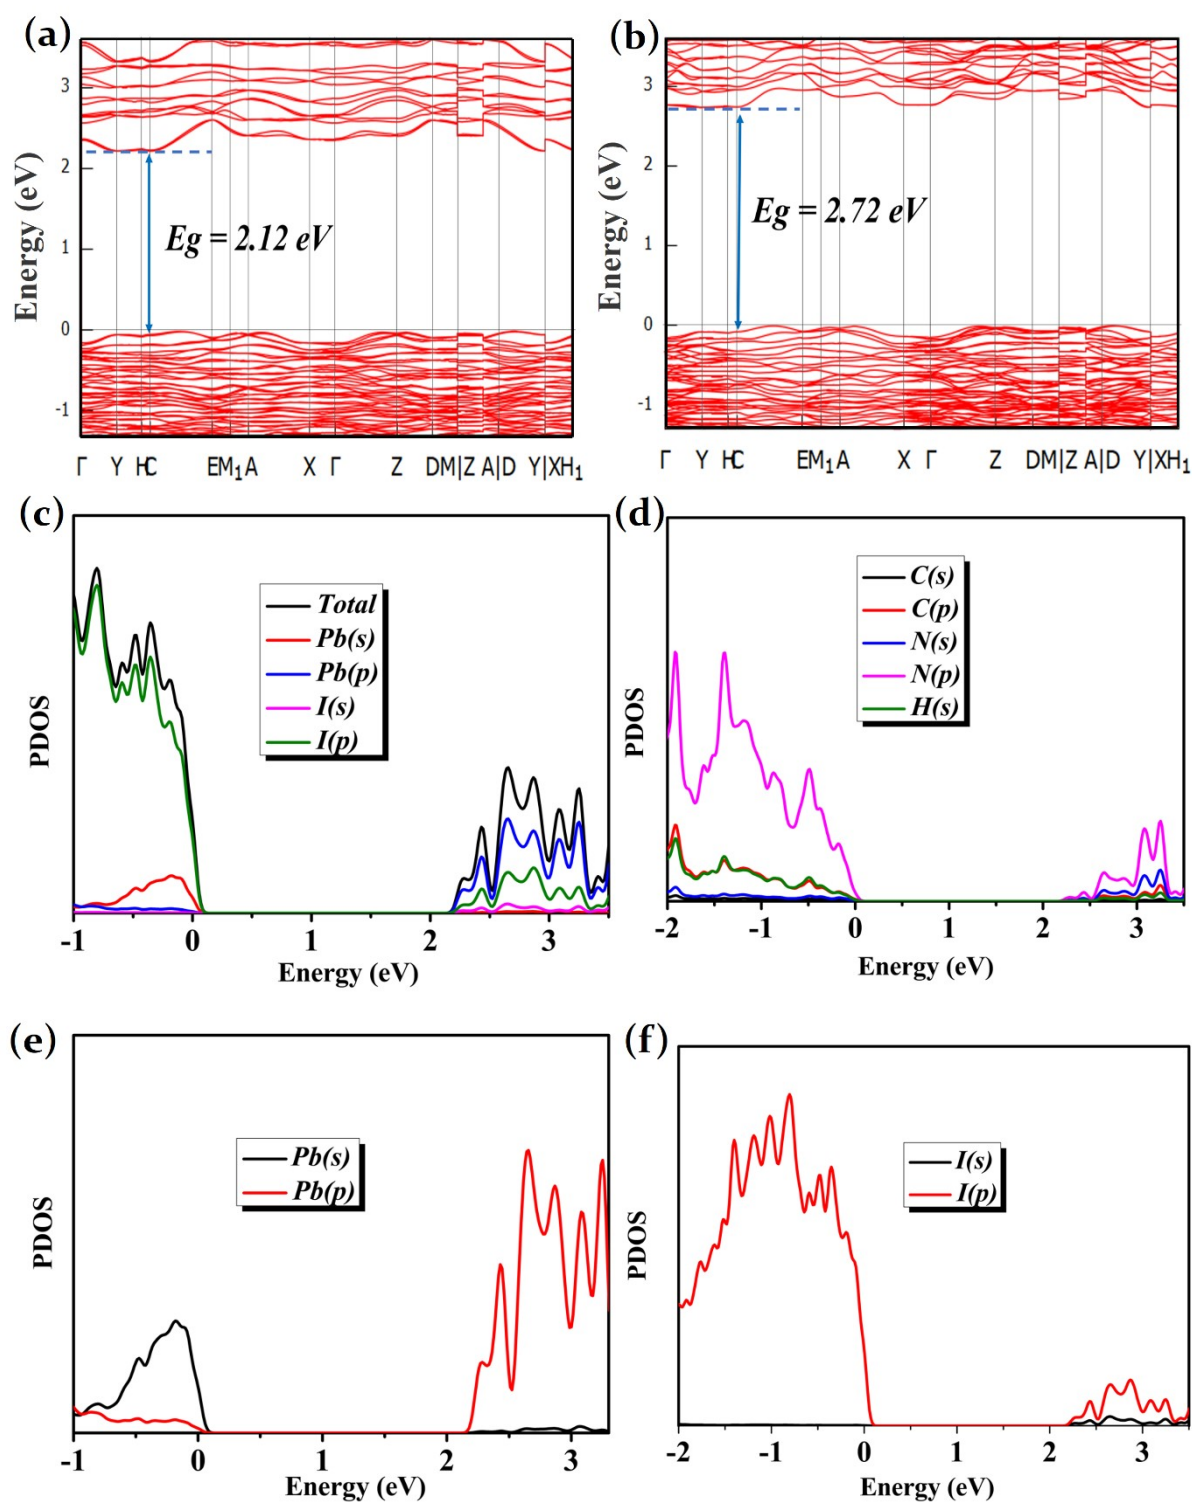 (a)
3
2
1
0
-1
Energy (eV)
Eg = 2.12 eV
Γ Y HC EM₁A X Γ Z DM|Z A|D Y|XH₁
(b)
3
2
1
0
-1
Energy (eV)
Eg = 2.72 eV
Γ Y HC EM₁A X Γ Z DM|Z A|D Y|XH₁
(c)
Total
Pb(s)
Pb(p)
I(s)
I(p)
PDOS
-1 0 1 2 3
Energy (eV)
(d)
C(s)
C(p)
N(s)
N(p)
H(s)
PDOS
-2 -1 0 1 2 3
Energy (eV)
(e)
Pb(s)
Pb(p)
PDOS
-1 0 1 2 3
Energy (eV)
(f)
I(s)
I(p)
PDOS
-2 -1 0 1 2 3
Energy (eV)